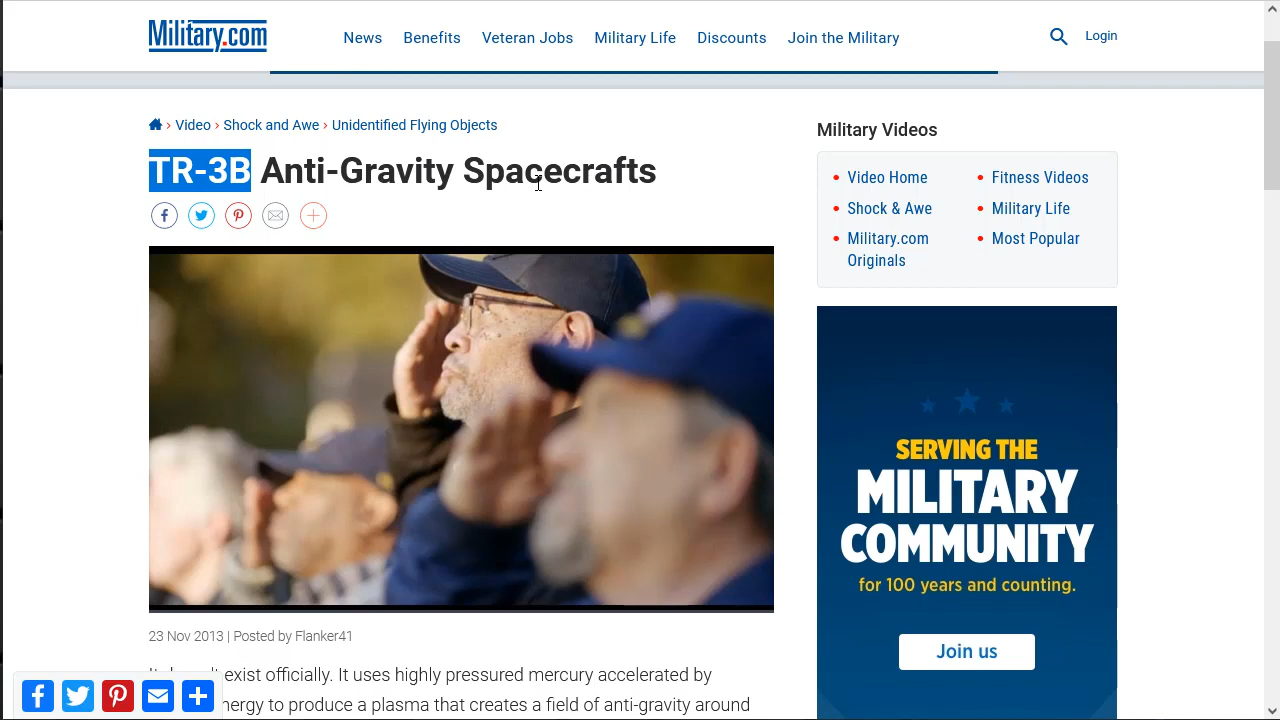 Military.com
News Benefits Veteran Jobs Military Life Discounts Join the Military
Login
Video › Shock and Awe › Unidentified Flying Objects
TR-3B Anti-Gravity Spacecrafts
23 Nov 2013 | Posted by Flanker41
exist officially. It uses highly pressured mercury accelerated by
to produce a plasma that creates a field of anti-gravity around
Military Videos
Video Home
Shock & Awe
Military.com
Originals
Fitness Videos
Military Life
Most Popular
SERVING THE
MILITARY
COMMUNITY
for 100 years and counting.
Join us